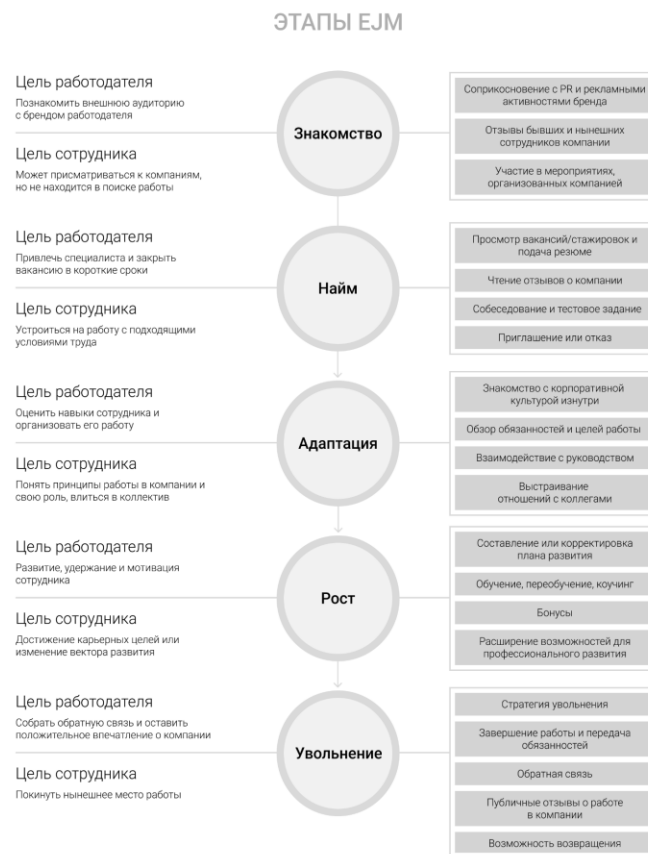 ЭТАПЫ EJM
Цель работодателя
Познакомить внешнюю аудиторию
с брендом работодателя
Цель сотрудника
Может присматриваться к компаниям,
но не находится в поиске работы
Знакомство
Соприкосновение с PR и рекламными
активностями бренда
Отзывы бывших и нынешних
сотрудников компании
Участие в мероприятиях,
организованных компанией
Цель работодателя
Привлечь специалиста и закрыть
вакансию в короткие сроки
Цель сотрудника
Устроиться на работу с подходящими
условиями труда
Найм
Просмотр вакансий/стажировок и
подача резюме
Чтение отзывов о компании
Собеседование и тестовое задание
Приглашение или отказ
Цель работодателя
Оценить навыки сотрудника и
организовать его работу
Цель сотрудника
Понять принципы работы в компании и
свою роль, влиться в коллектив
Адаптация
Знакомство с корпоративной
культурой изнутри
Обзор обязанностей и целей работы
Взаимодействие с руководством
Выстраивание
отношений с коллегами
Цель работодателя
Развитие, удержание и мотивация
сотрудника
Цель сотрудника
Достижение карьерных целей или
изменение вектора развития
Рост
Составление или корректировка
плана развития
Обучение, переобучение, коучинг
Бонусы
Расширение возможностей для
профессионального развития
Цель работодателя
Собрать обратную связь и оставить
положительное впечатление о компании
Цель сотрудника
Покинуть нынешнее место работы
Увольнение
Стратегия увольнения
Завершение работы и передача
обязанностей
Обратная связь
Публичные отзывы о работе
в компании
Возможность возвращения